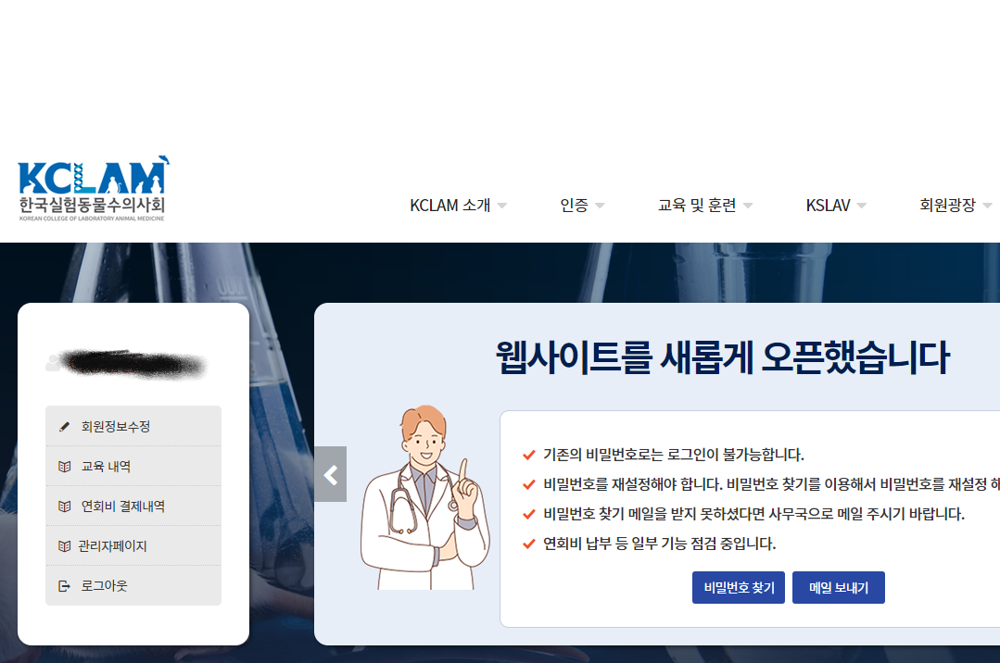 KCLAM
한국실험동물수의사회
KOREAN COLLEGE OF LABORATORY ANIMAL MEDICINE
KCLAM 소개
인증
교육 및 훈련
KSLAV
회원광장
회원정보수정
교육 내역
연회비 결제내역
관리자페이지
로그아웃
웹사이트를 새롭게 오픈했습니다
기존의 비밀번호로는 로그인이 불가능합니다.
비밀번호를 재설정해야 합니다. 비밀번호 찾기를 이용해서 비밀번호를 재설정 해
비밀번호 찾기 메일을 받지 못하셨다면 사무국으로 메일 주시기 바랍니다.
연회비 납부 등 일부 기능 점검 중입니다.
비밀번호 찾기
메일 보내기